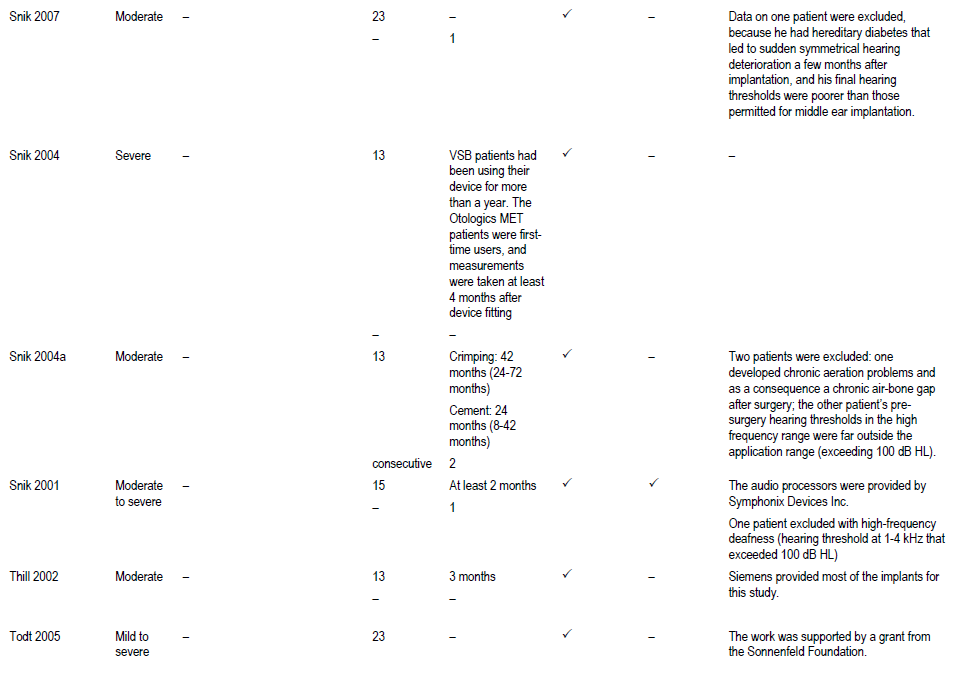 Snik 2007 Moderate – 23 – ✓ – Data on one patient were excluded,
because he had hereditary diabetes that
– 1
led to sudden symmetrical hearing
deterioration a few months after
implantation, and his final hearing
thresholds were poorer than those
permitted for middle ear implantation.
Snik 2004 Severe – 13 VSB patients had ✓ – –
been using their
device for more
than a year. The
Otologics MET
patients were first-
time users, and
measurements
were taken at least
4 months after
device fitting
– –
Snik 2004a Moderate – 13 Crimping: 42 ✓ – Two patients were excluded: one
months (24-72 developed chronic aeration problems and
months) as a consequence a chronic air-bone gap
Cement: 24 after surgery; the other patient's pre-
months (8-42 surgery hearing thresholds in the high
months) frequency range were far outside the
application range (exceeding 100 dB HL).
consecutive 2
Snik 2001 Moderate – 15 At least 2 months ✓ ✓ The audio processors were provided by
to severe – 1 Symphonix Devices Inc.
One patient excluded with high-frequency
deafness (hearing threshold at 1-4 kHz that
exceeded 100 dB HL)
Thill 2002 Moderate – 13 3 months ✓ – Siemens provided most of the implants for
– – this study.
Todt 2005 Mild to – 23 – ✓ – The work was supported by a grant from
severe the Sonnenfeld Foundation.